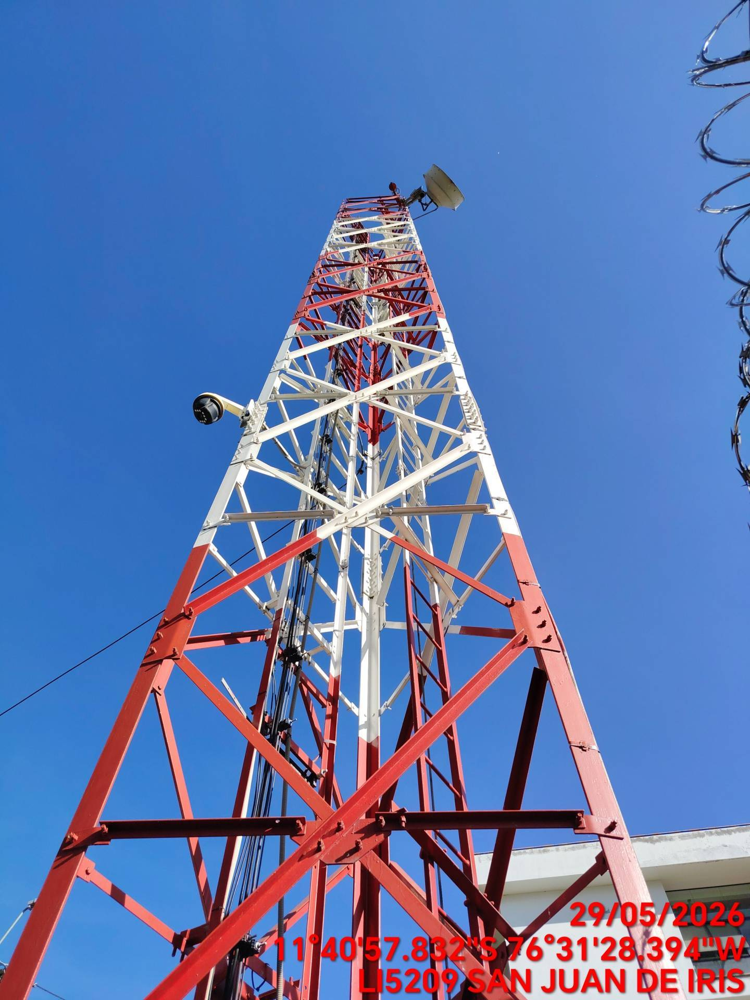 29/05/2026
11°40'57.832"S 76°31'28.394"W
LI5209 SAN JUAN DE IRIS